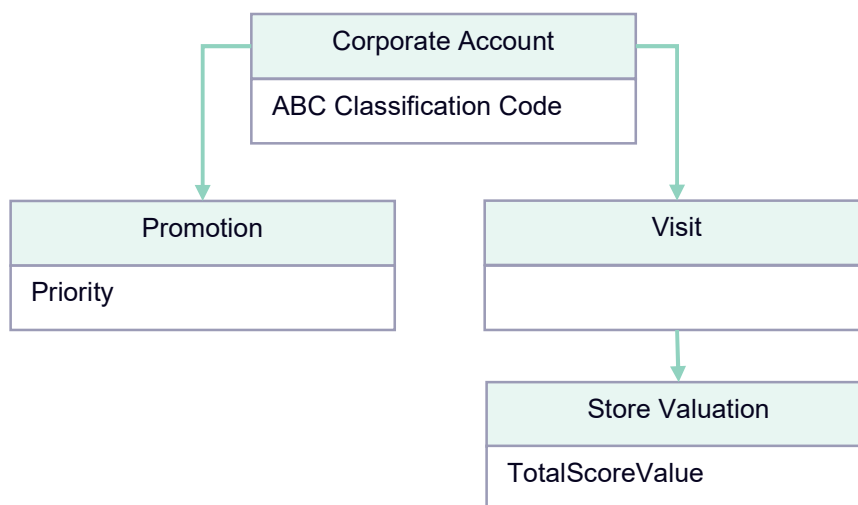 Corporate Account
ABC Classification Code
Promotion
Priority
Visit
Store Valuation
TotalScoreValue